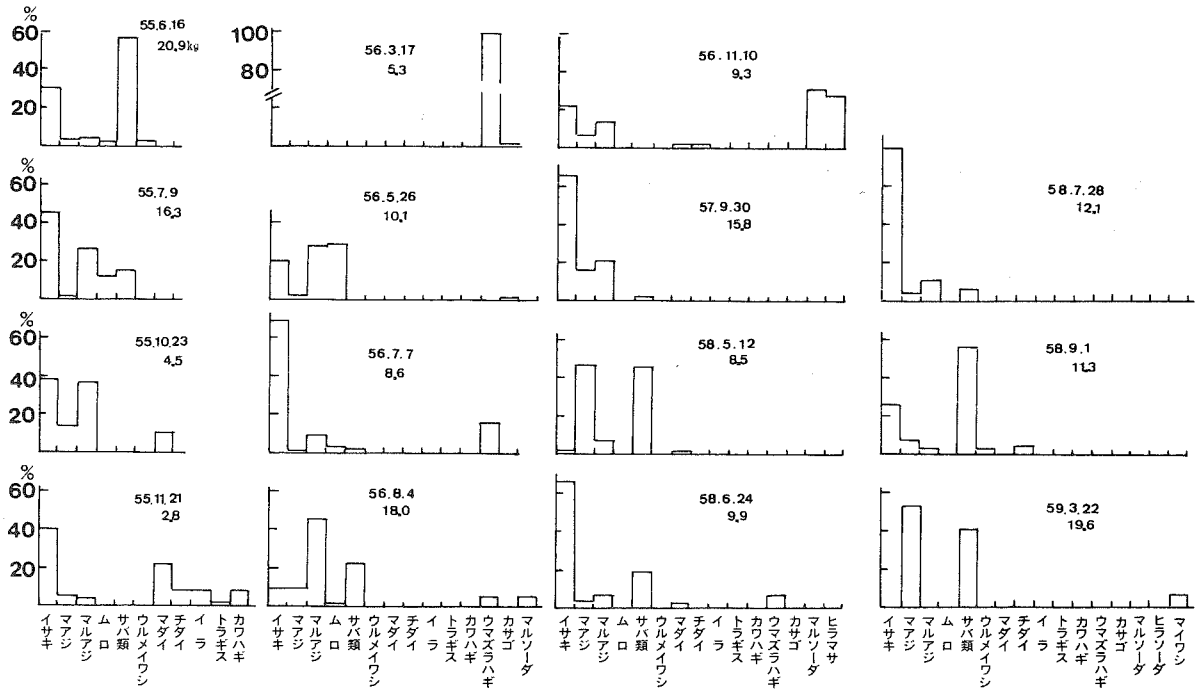 %
60
40
20
55.6.16
20.9kg
100
80
56.3.17
5.3
56.11.10
9.3
%
60
40
20
55.7.9
16.3
56.5.26
10.1
57.9.30
15.8
58.7.28
12.1
%
60
40
20
55.10.23
4.5
56.7.7
8.6
58.5.12
8.5
58.9.1
11.3
%
60
40
20
55.11.21
2.8
56.8.4
18.0
58.6.24
9.9
59.3.22
19.6
イサキ
マアジ
マルアジ
ムロ
サバ類
ウルメイワシ
マダイ
チダイ
イラ
トラギス
カワハギ
イサキ
マアジ
マルアジ
ムロ
サバ類
ウルメイワシ
マダイ
チダイ
イラ
トラギス
カワハギ
ウマズラハギ
カサゴ
マルソーダ
イサキ
マアジ
マルアジ
ムロ
サバ類
ウルメイワシ
マダイ
チダイ
イラ
トラギス
カワハギ
ウマズラハギ
カサゴ
マルソーダ
ヒラマサ
イサキ
マアジ
マルアジ
ムロ
サバ類
ウルメイワシ
マダイ
チダイ
イラ
トラギス
カワハギ
ウマズラハギ
カサゴ
マルソーダ
ヒラソーダ
マイワシ